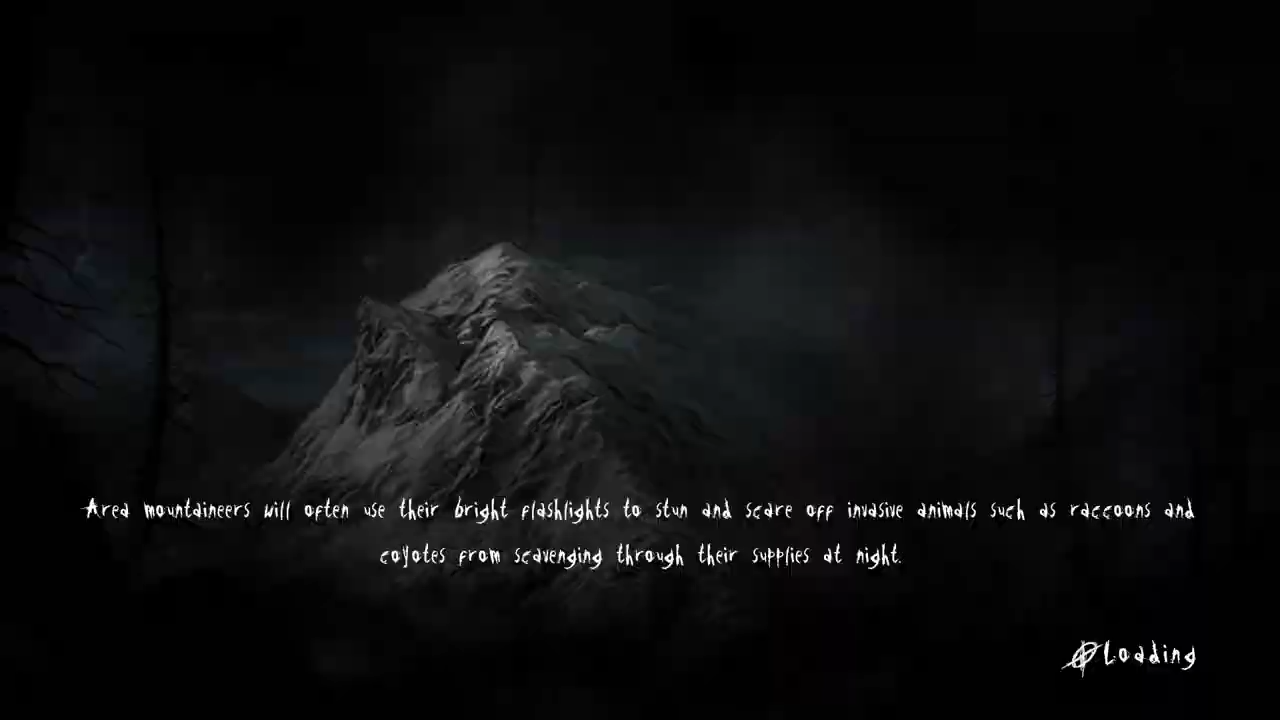 Area mountaineers will often use their bright flashlights to stun and scare off invasive animals such as raccoons and
coyotes from scavenging through their supplies at night.
Loading